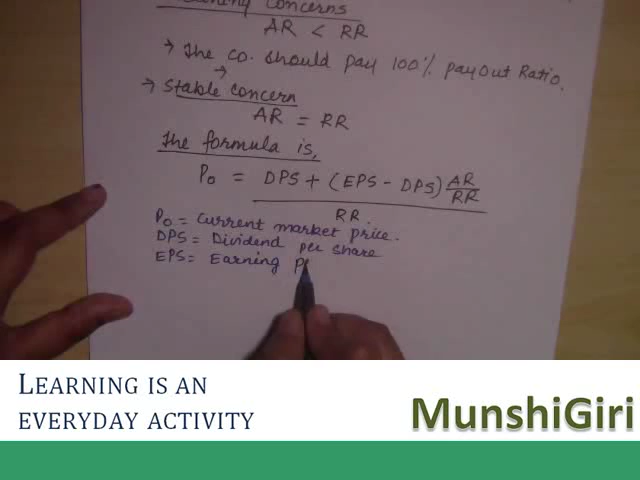 Concerns
AR < RR
→ The co. should pay 100% payout Ratio.
→ Stable concern
AR = RR
The formula is,
P₀ = DPS + (EPS - DPS) AR/RR
RR
P₀ = Current market price.
DPS = Dividend per share
EPS = Earning p
LEARNING IS AN
EVERYDAY ACTIVITY
MunshiGiri